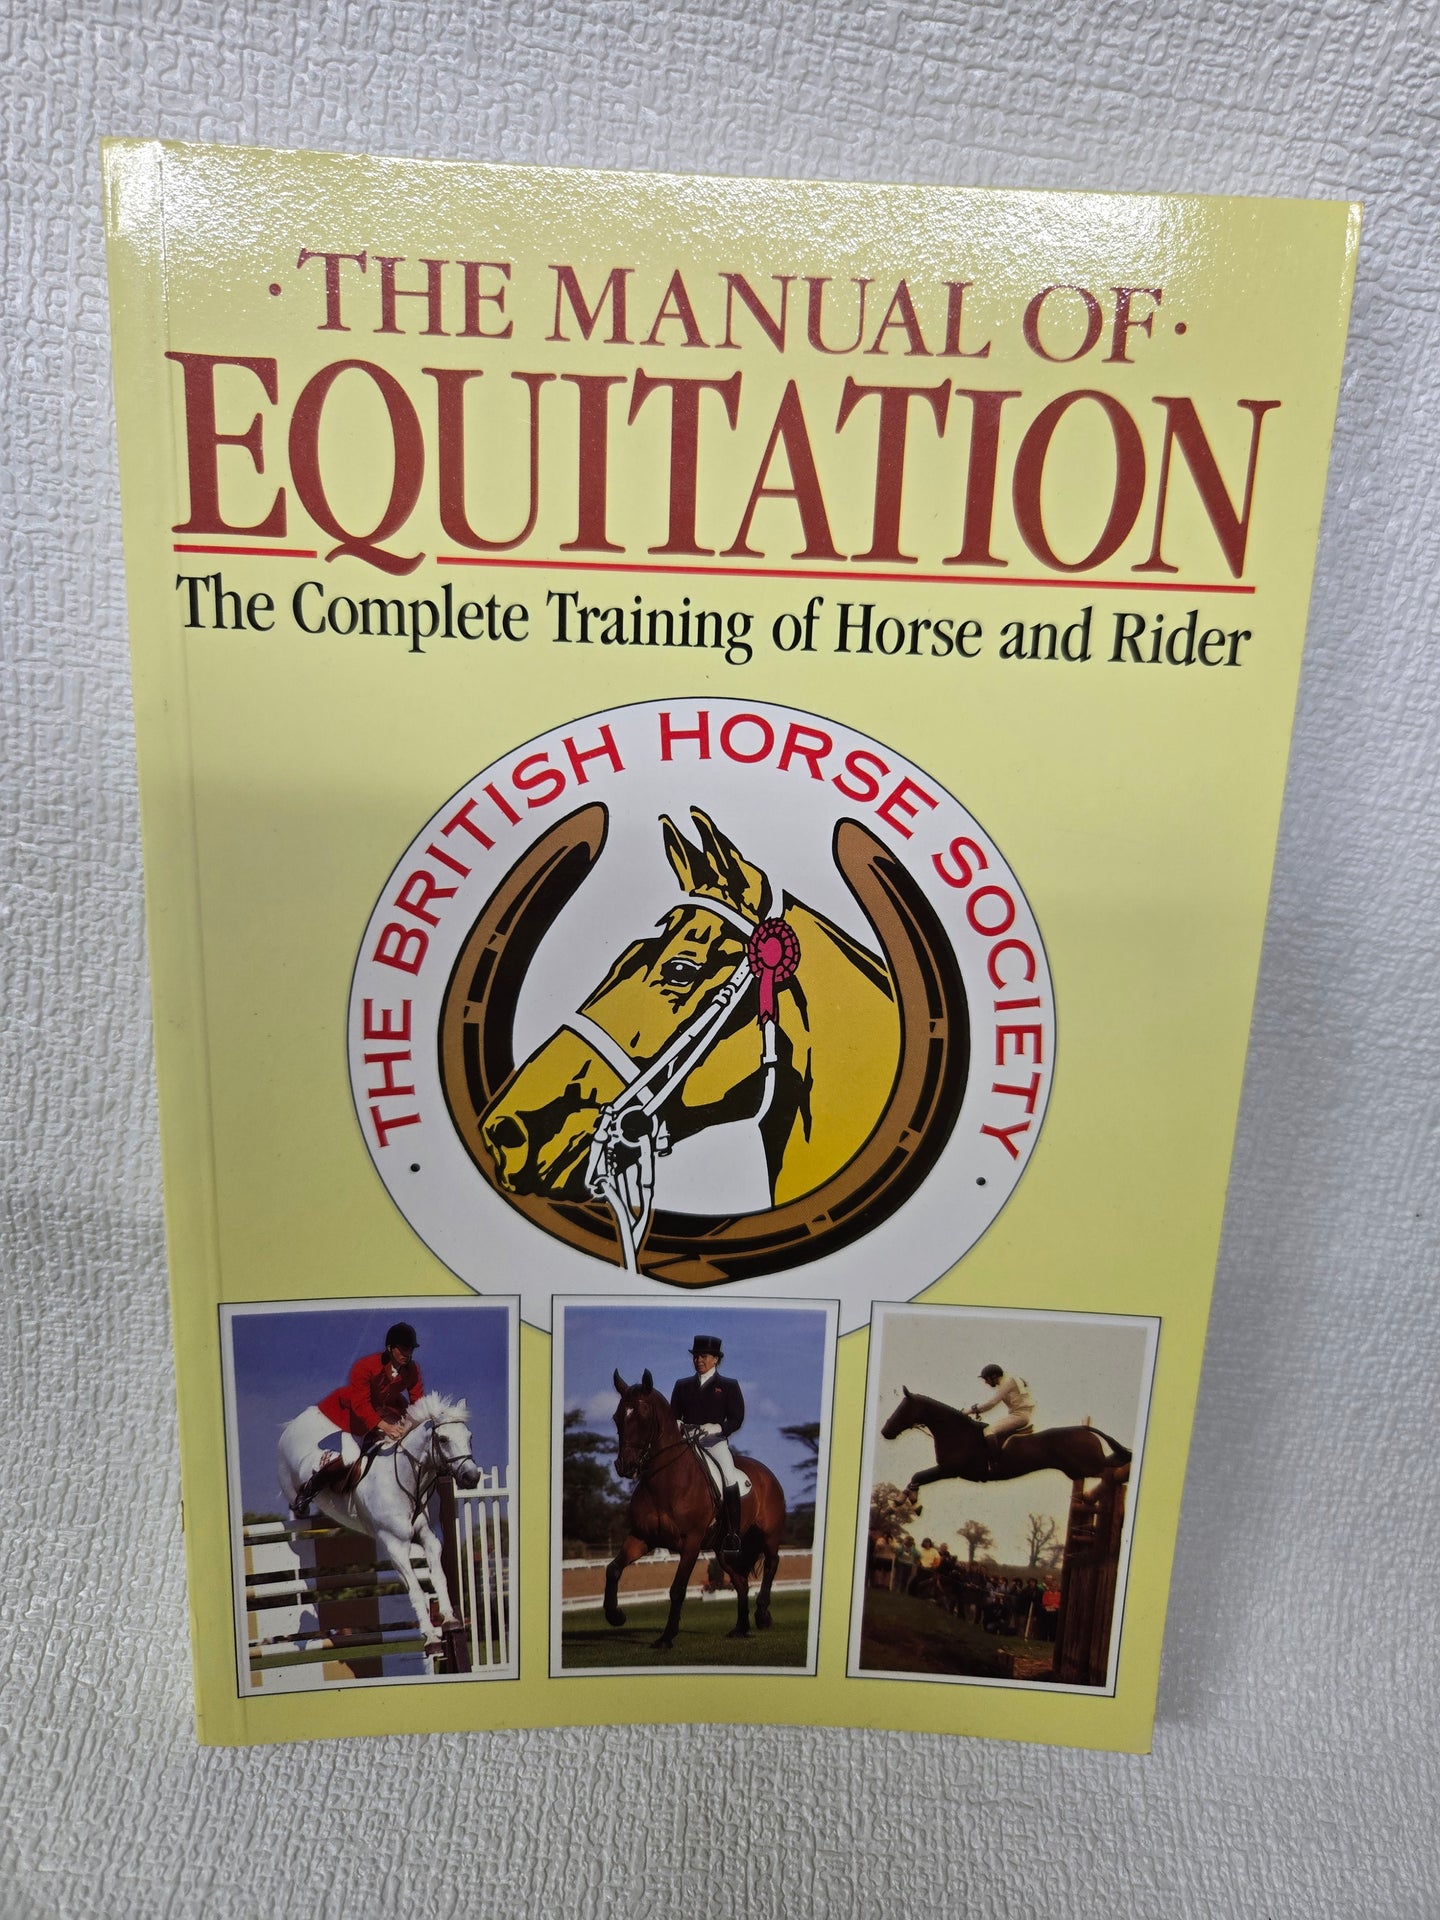 · THE MANUAL OF ·
EQUITATION
The Complete Training of Horse and Rider
· THE BRITISH HORSE SOCIETY ·